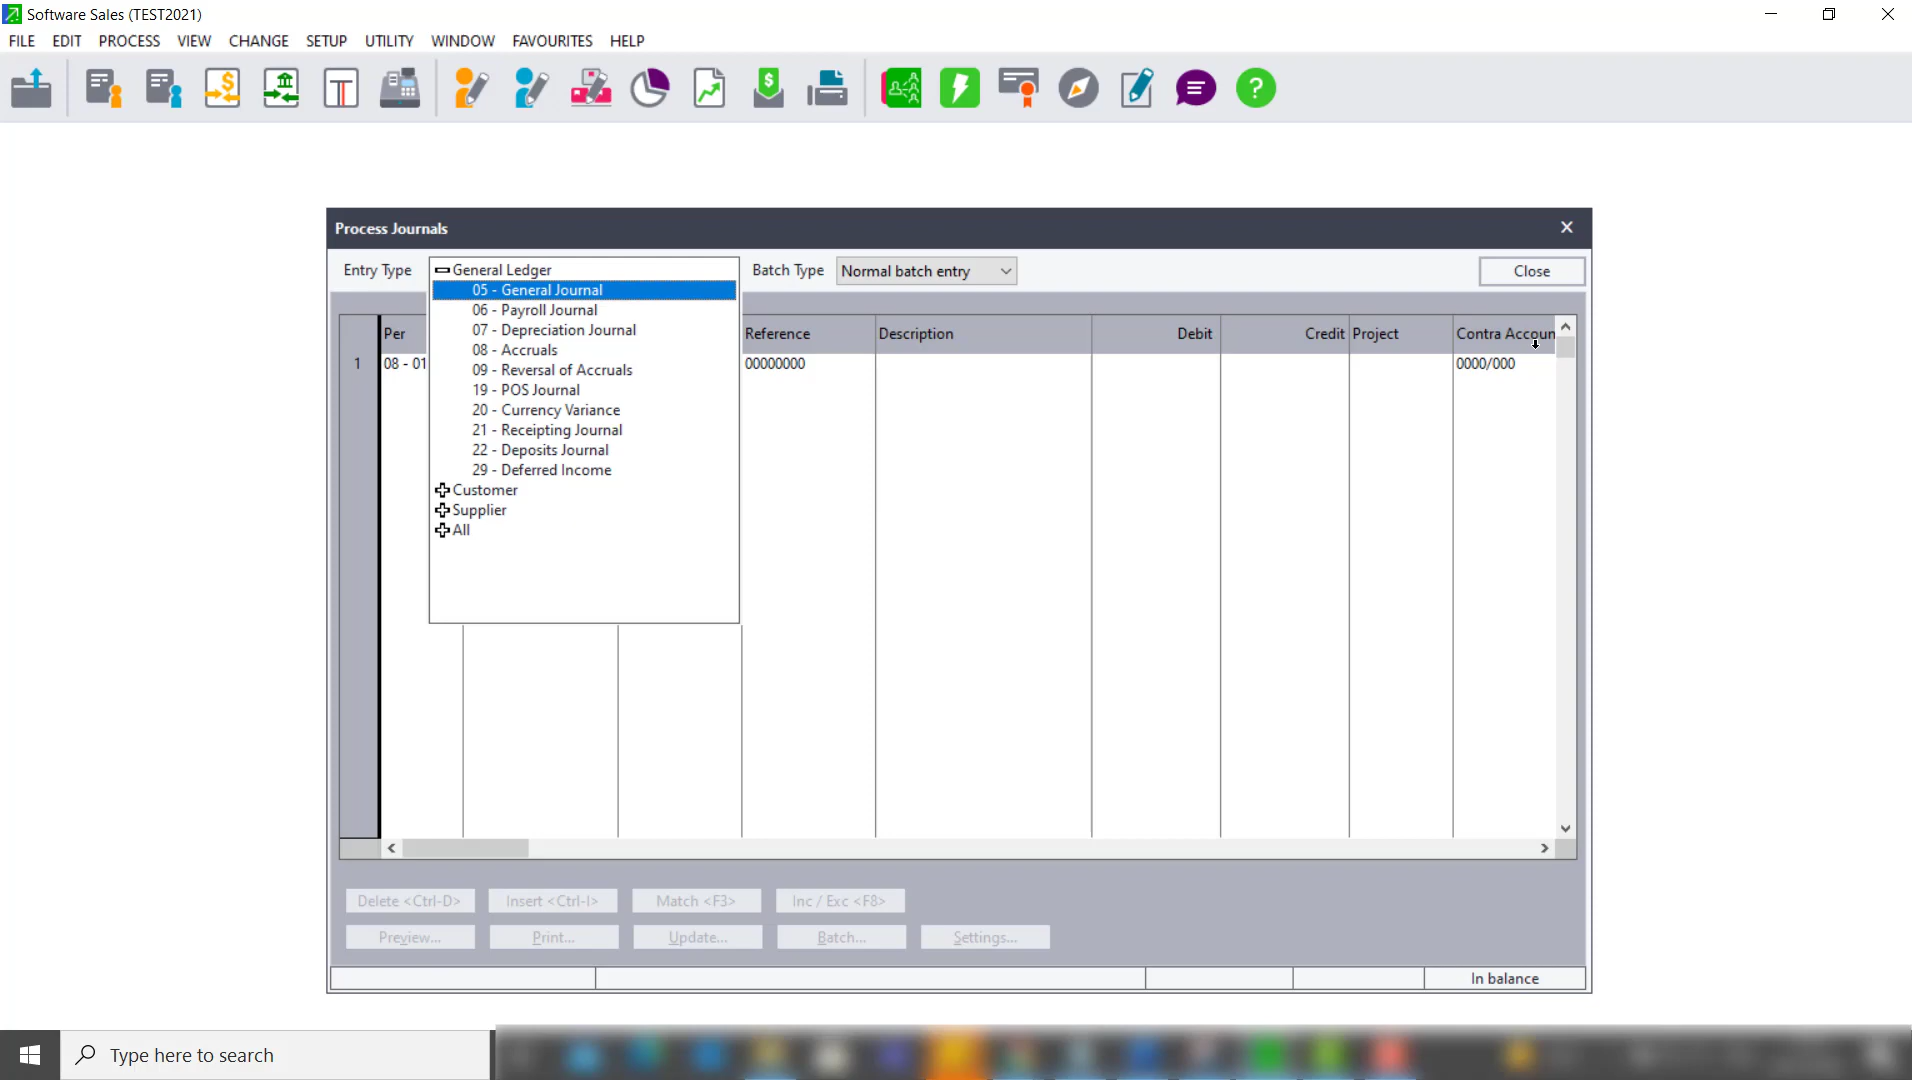 Software Sales (TEST2021)
FILE EDIT PROCESS VIEW CHANGE SETUP UTILITY WINDOW FAVOURITES HELP
Process Journals
Entry Type
General Ledger
05 - General Journal
06 - Payroll Journal
07 - Depreciation Journal
08 - Accruals
09 - Reversal of Accruals
19 - POS Journal
20 - Currency Variance
21 - Receipting Journal
22 - Deposits Journal
29 - Deferred Income
Customer
Supplier
All
Batch Type Normal batch entry Close
Per Reference Description Debit Credit Project Contra Accoun
1 08 - 01 00000000 0000/000
Delete <Ctrl-D> Insert <Ctrl-I> Match <F3> Inc / Exc <F8>
Preview... Print... Update... Batch... Settings...
In balance
Type here to search